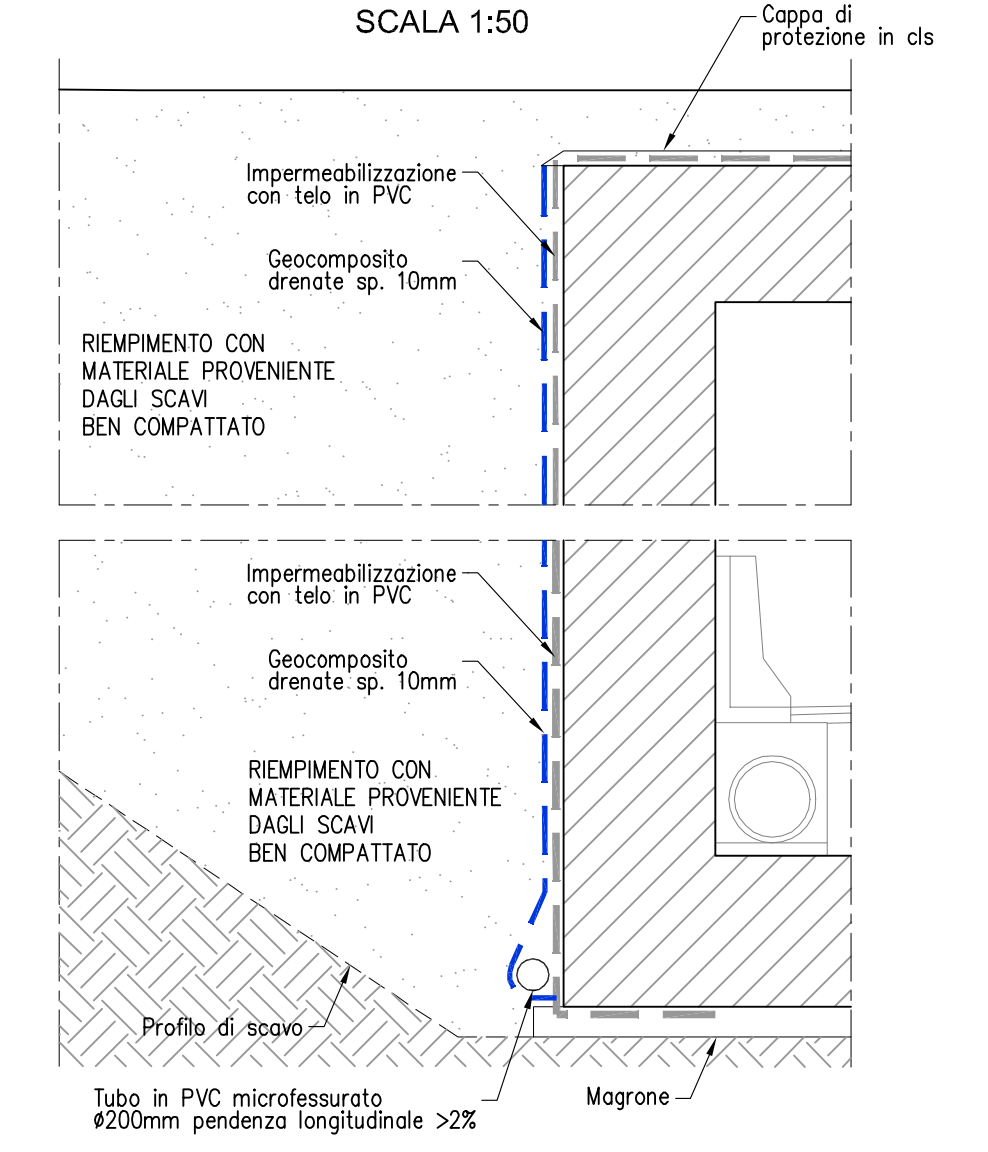 SCALA 1:50
Cappa di
protezione in cls
Impermeabilizzazione
con telo in PVC
Geocomposito
drenate sp. 10mm
RIEMPIMENTO CON
MATERIALE PROVENIENTE
DAGLI SCAVI
BEN COMPATTATO
Impermeabilizzazione
con telo in PVC
Geocomposito
drenate sp. 10mm
RIEMPIMENTO CON
MATERIALE PROVENIENTE
DAGLI SCAVI
BEN COMPATTATO
Profilo di scavo
Tubo in PVC microfessurato
Ø200mm pendenza longitudinale >2%
Magrone